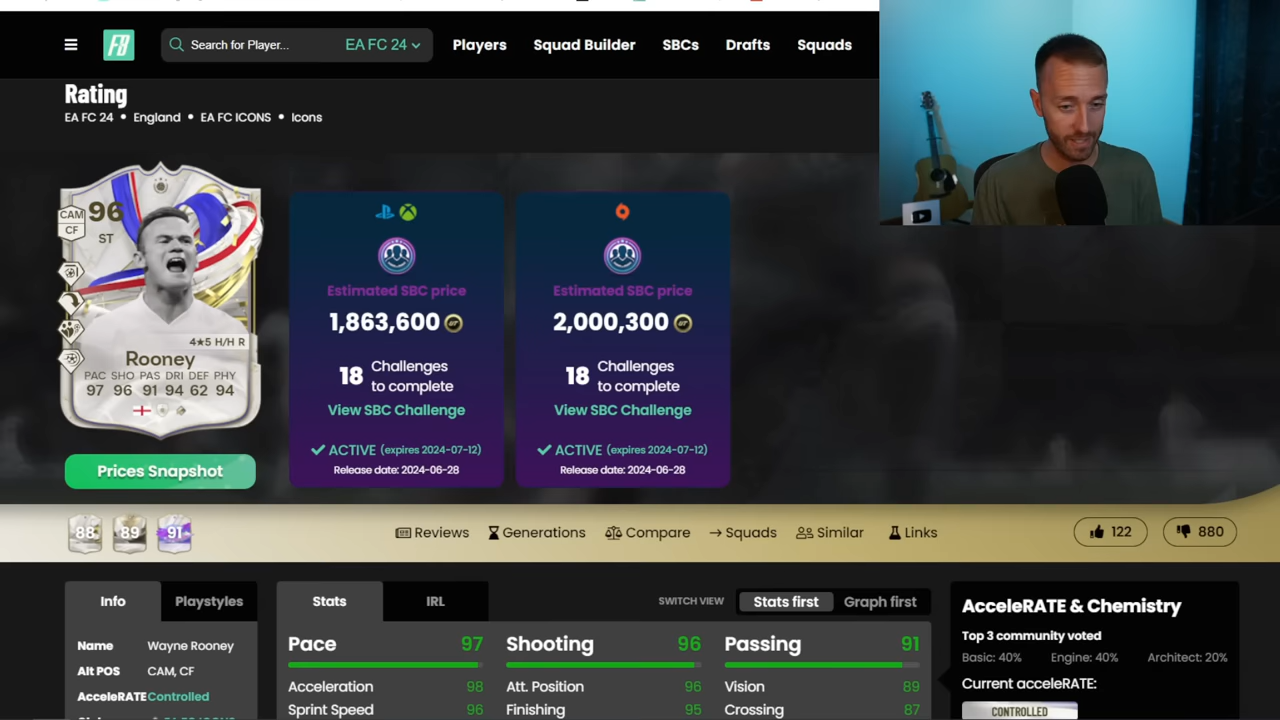 FB
Search for Player...
EA FC 24
Players
Squad Builder
SBCs
Drafts
Squads
Rating
EA FC 24 • England • EA FC ICONS • Icons
CAM
CF
96
ST
4★5 H/H R
Rooney
PAC SHO PAS DRI DEF PHY
97 96 91 94 62 94
Prices Snapshot
Estimated SBC price
1,863,600
18 Challenges to complete
View SBC Challenge
ACTIVE (expires 2024-07-12)
Release date: 2024-06-28
Estimated SBC price
2,000,300
18 Challenges to complete
View SBC Challenge
ACTIVE (expires 2024-07-12)
Release date: 2024-06-28
88 89 91
Reviews
Generations
Compare
Squads
Similar
Links
122
880
Info
Playstyles
Name Wayne Rooney
Alt POS CAM, CF
AcceleRATE Controlled
Stats
IRL
SWITCH VIEW
Stats first
Graph first
Pace 97
Acceleration 98
Sprint Speed 96
Shooting 96
Att. Position 96
Finishing 95
Passing 91
Vision 89
Crossing 87
AcceleRATE & Chemistry
Top 3 community voted
Basic: 40% Engine: 40% Architect: 20%
Current acceleRATE:
CONTROLLED